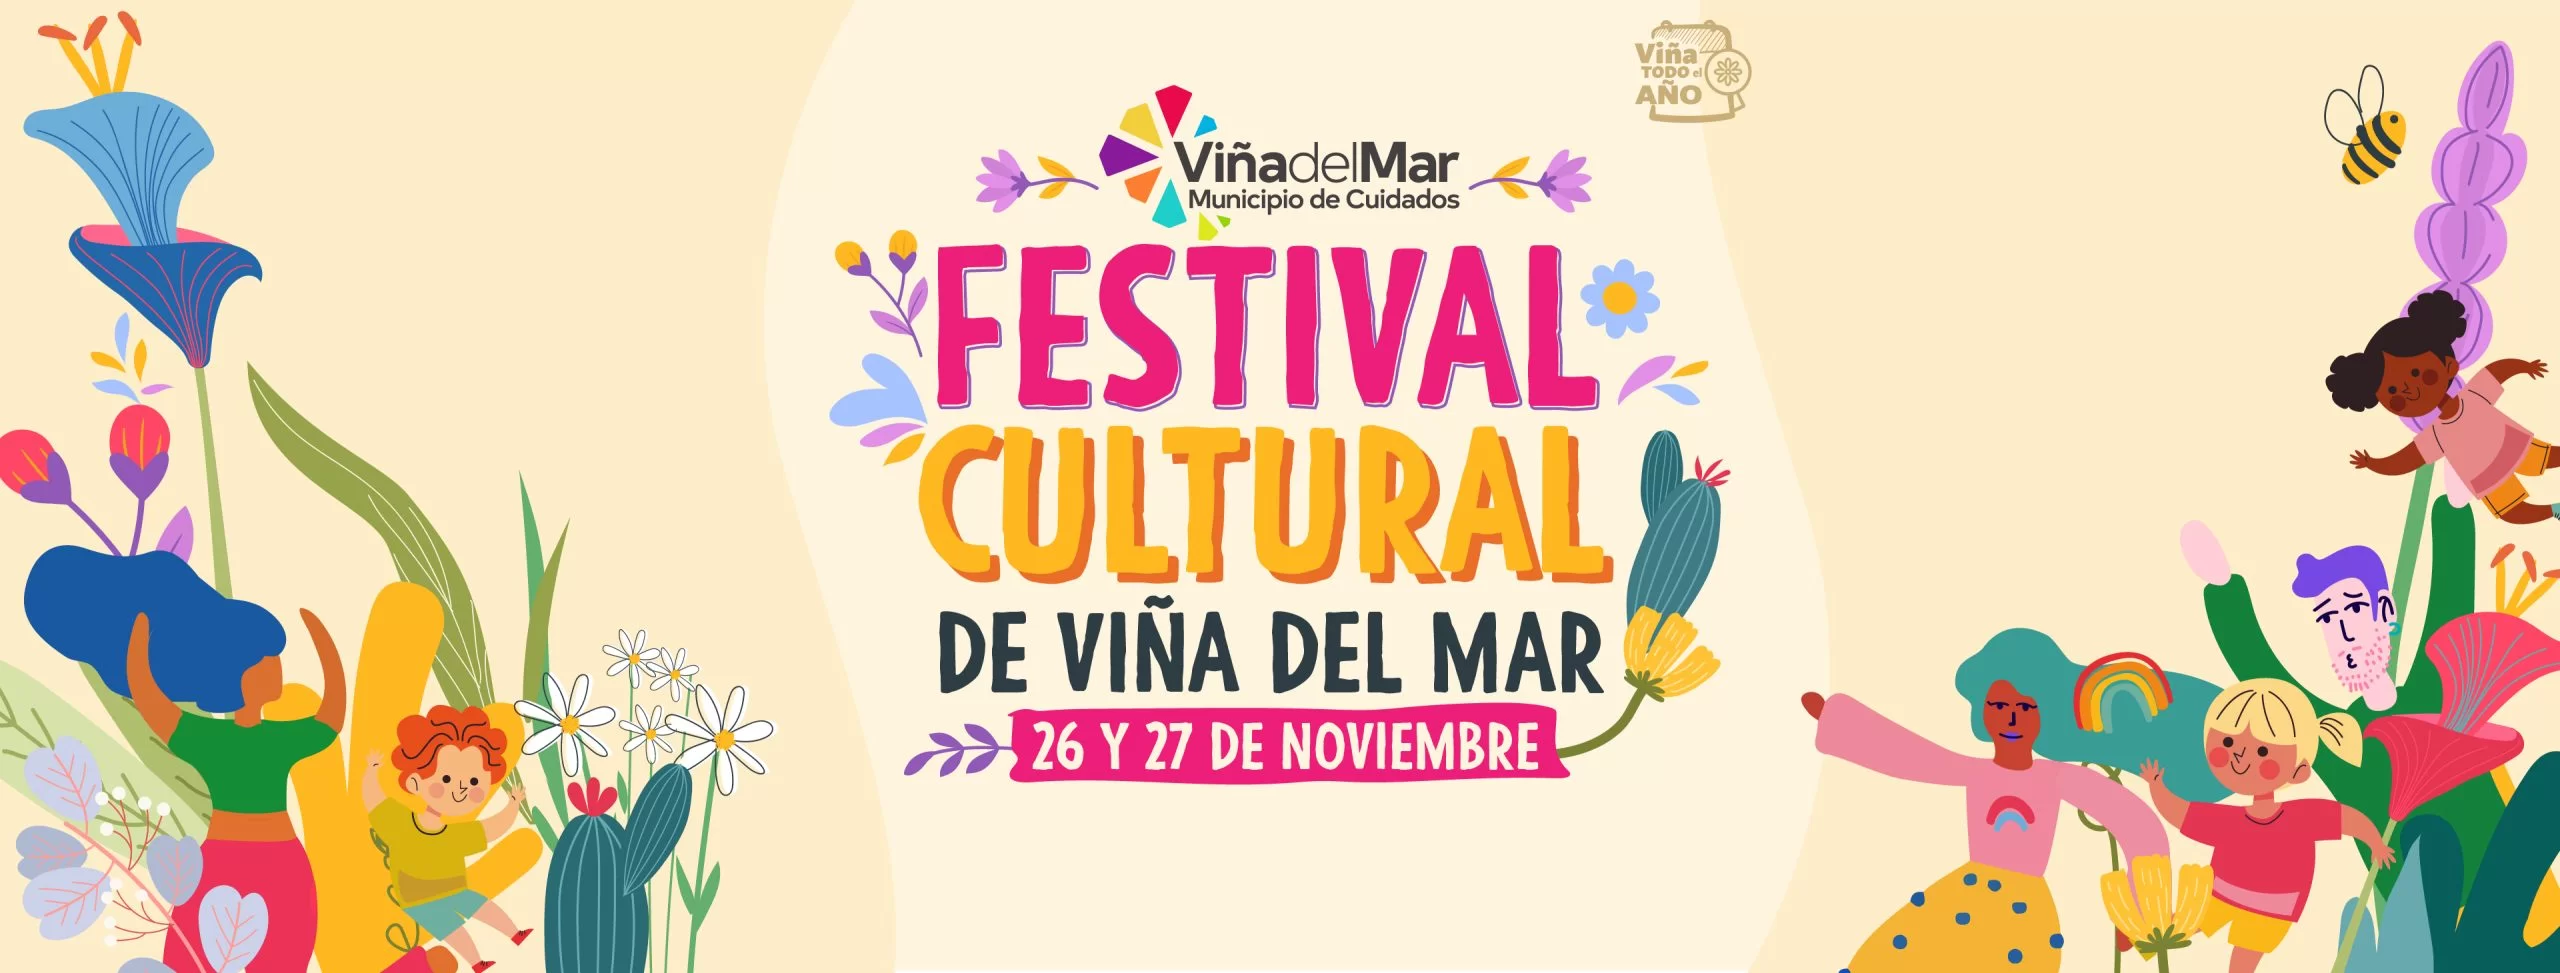 Viña
TODO el
AÑO
ViñadelMar
Municipio de Cuidados
FESTIVAL
CULTURAL
DE VIÑA DEL MAR
26 Y 27 DE NOVIEMBRE